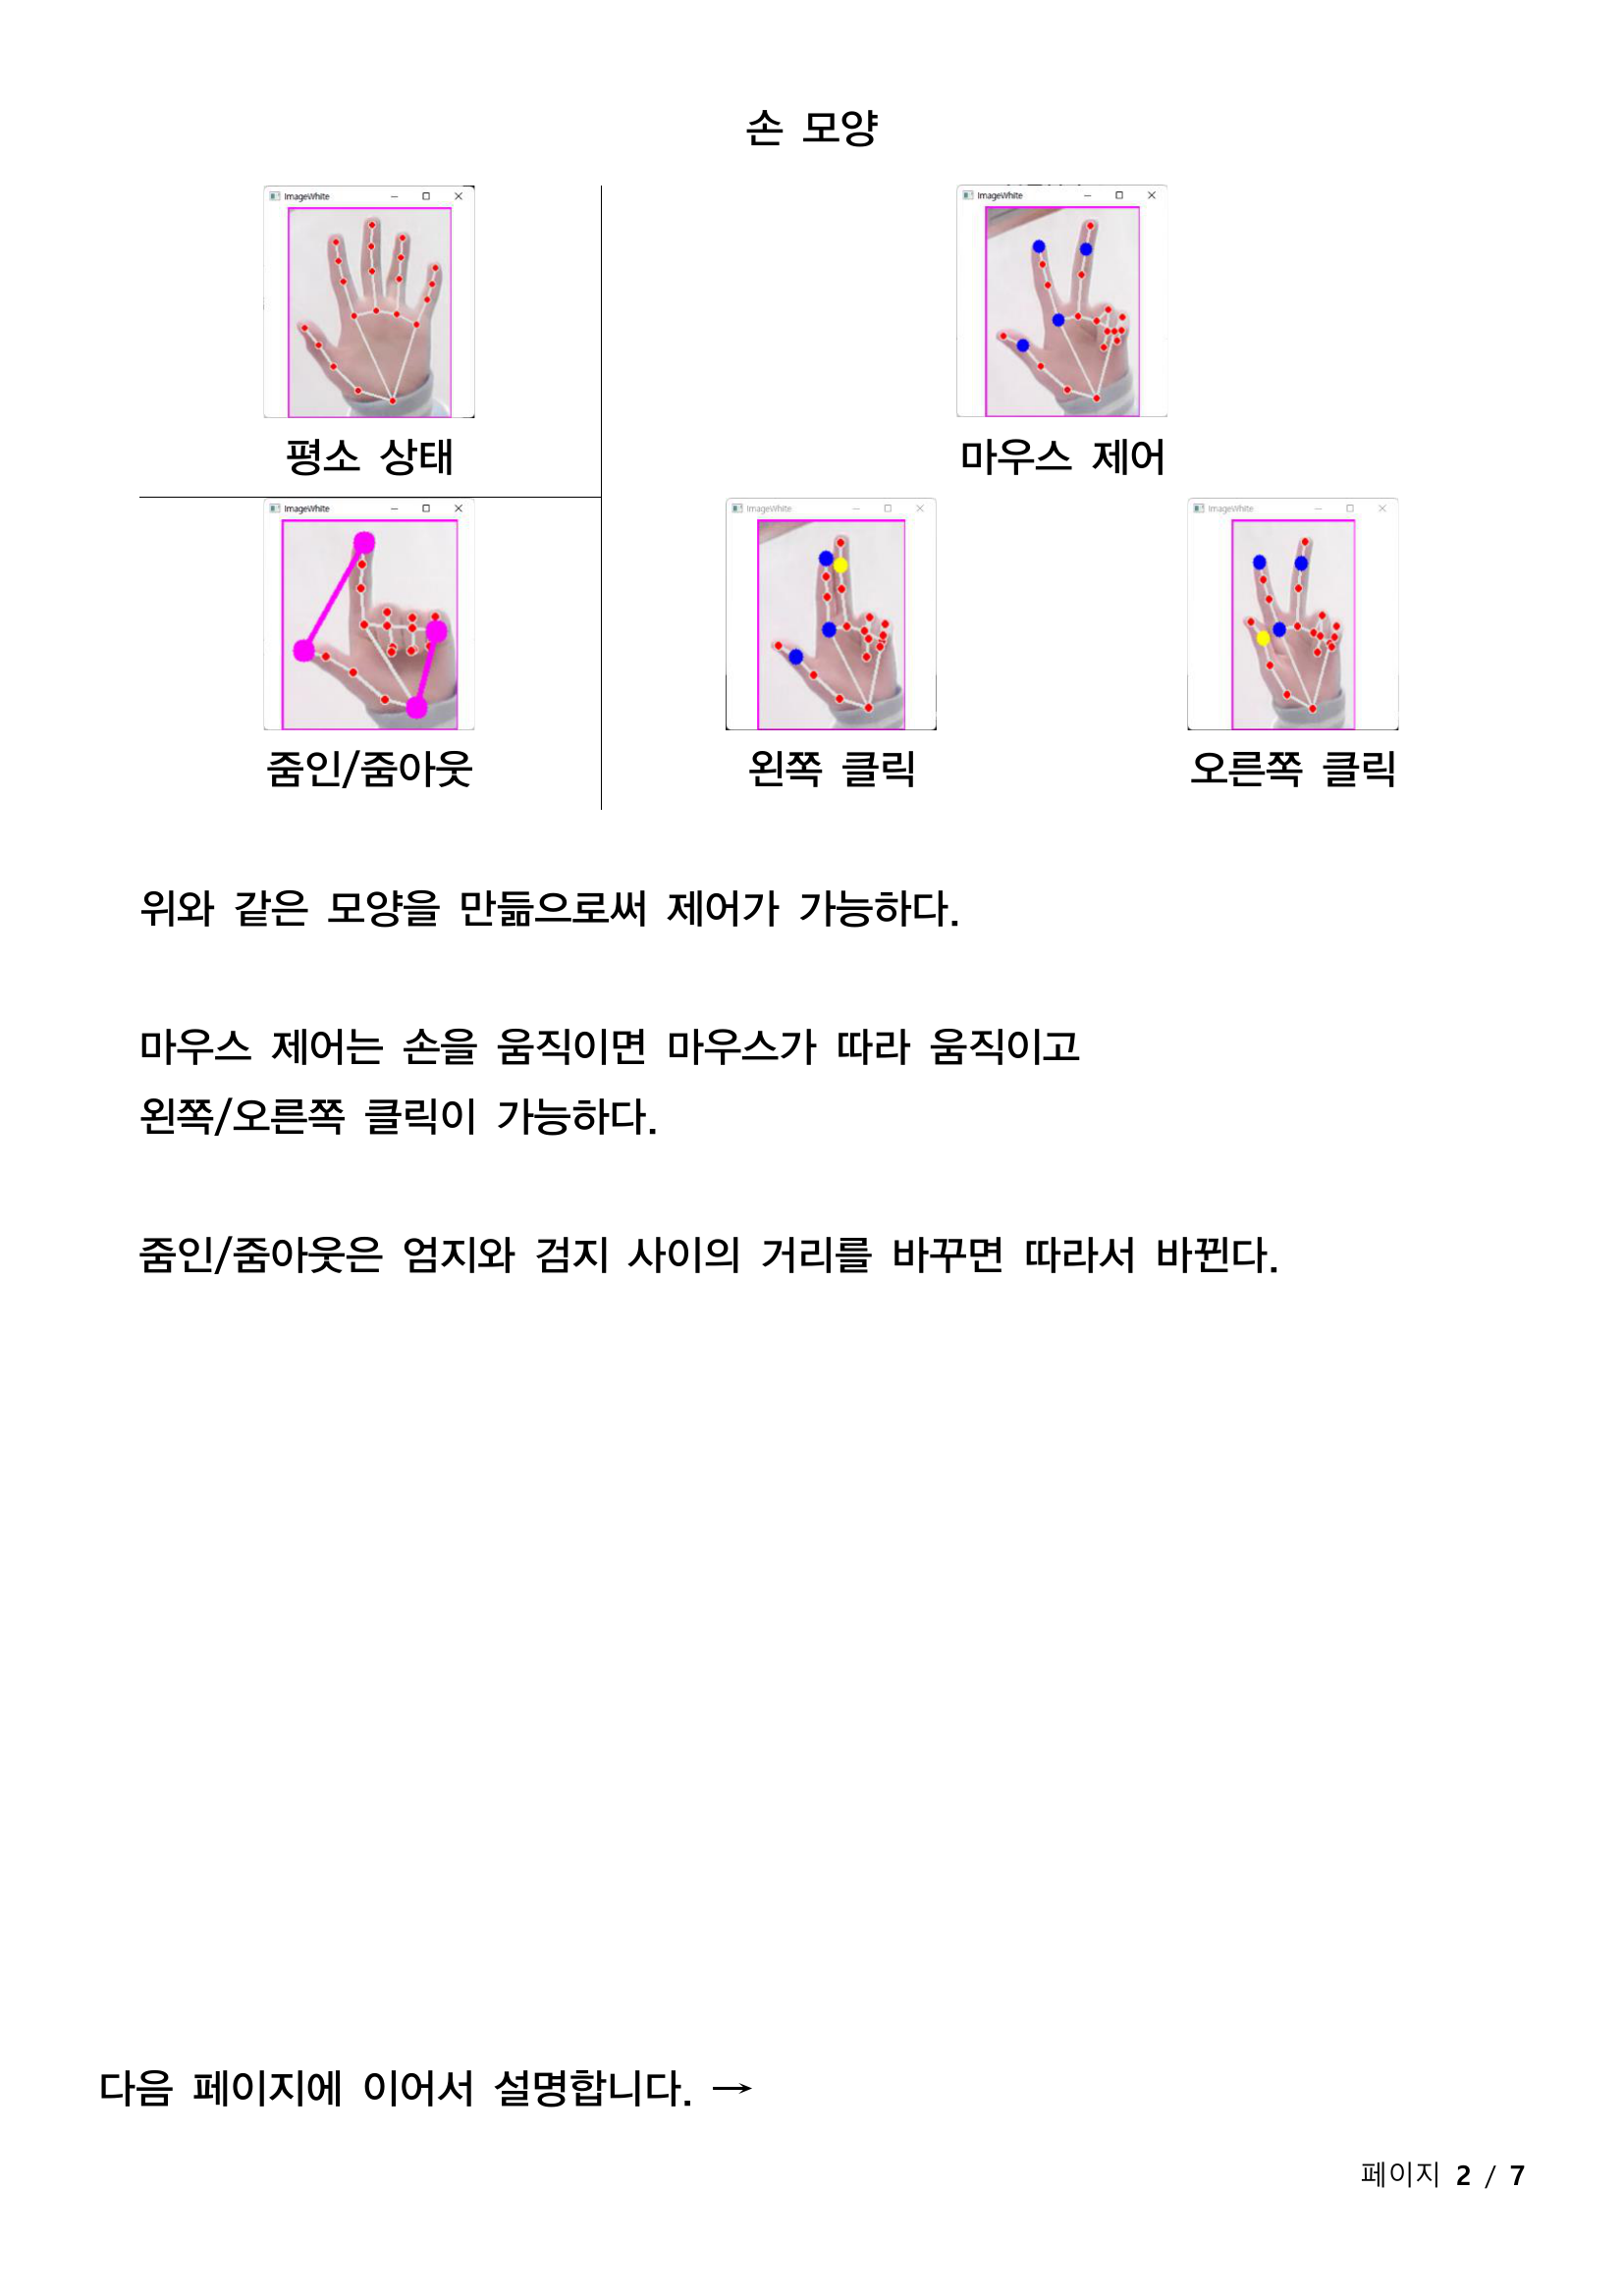 손 모양
ImageWhite
ImageWhite
평소 상태
마우스 제어
ImageWhite
ImageWhite
ImageWhite
줌인/줌아웃
왼쪽 클릭
오른쪽 클릭
위와 같은 모양을 만듦으로써 제어가 가능하다.
마우스 제어는 손을 움직이면 마우스가 따라 움직이고
왼쪽/오른쪽 클릭이 가능하다.
줌인/줌아웃은 엄지와 검지 사이의 거리를 바꾸면 따라서 바뀐다.
다음 페이지에 이어서 설명합니다. →
페이지 2 / 7